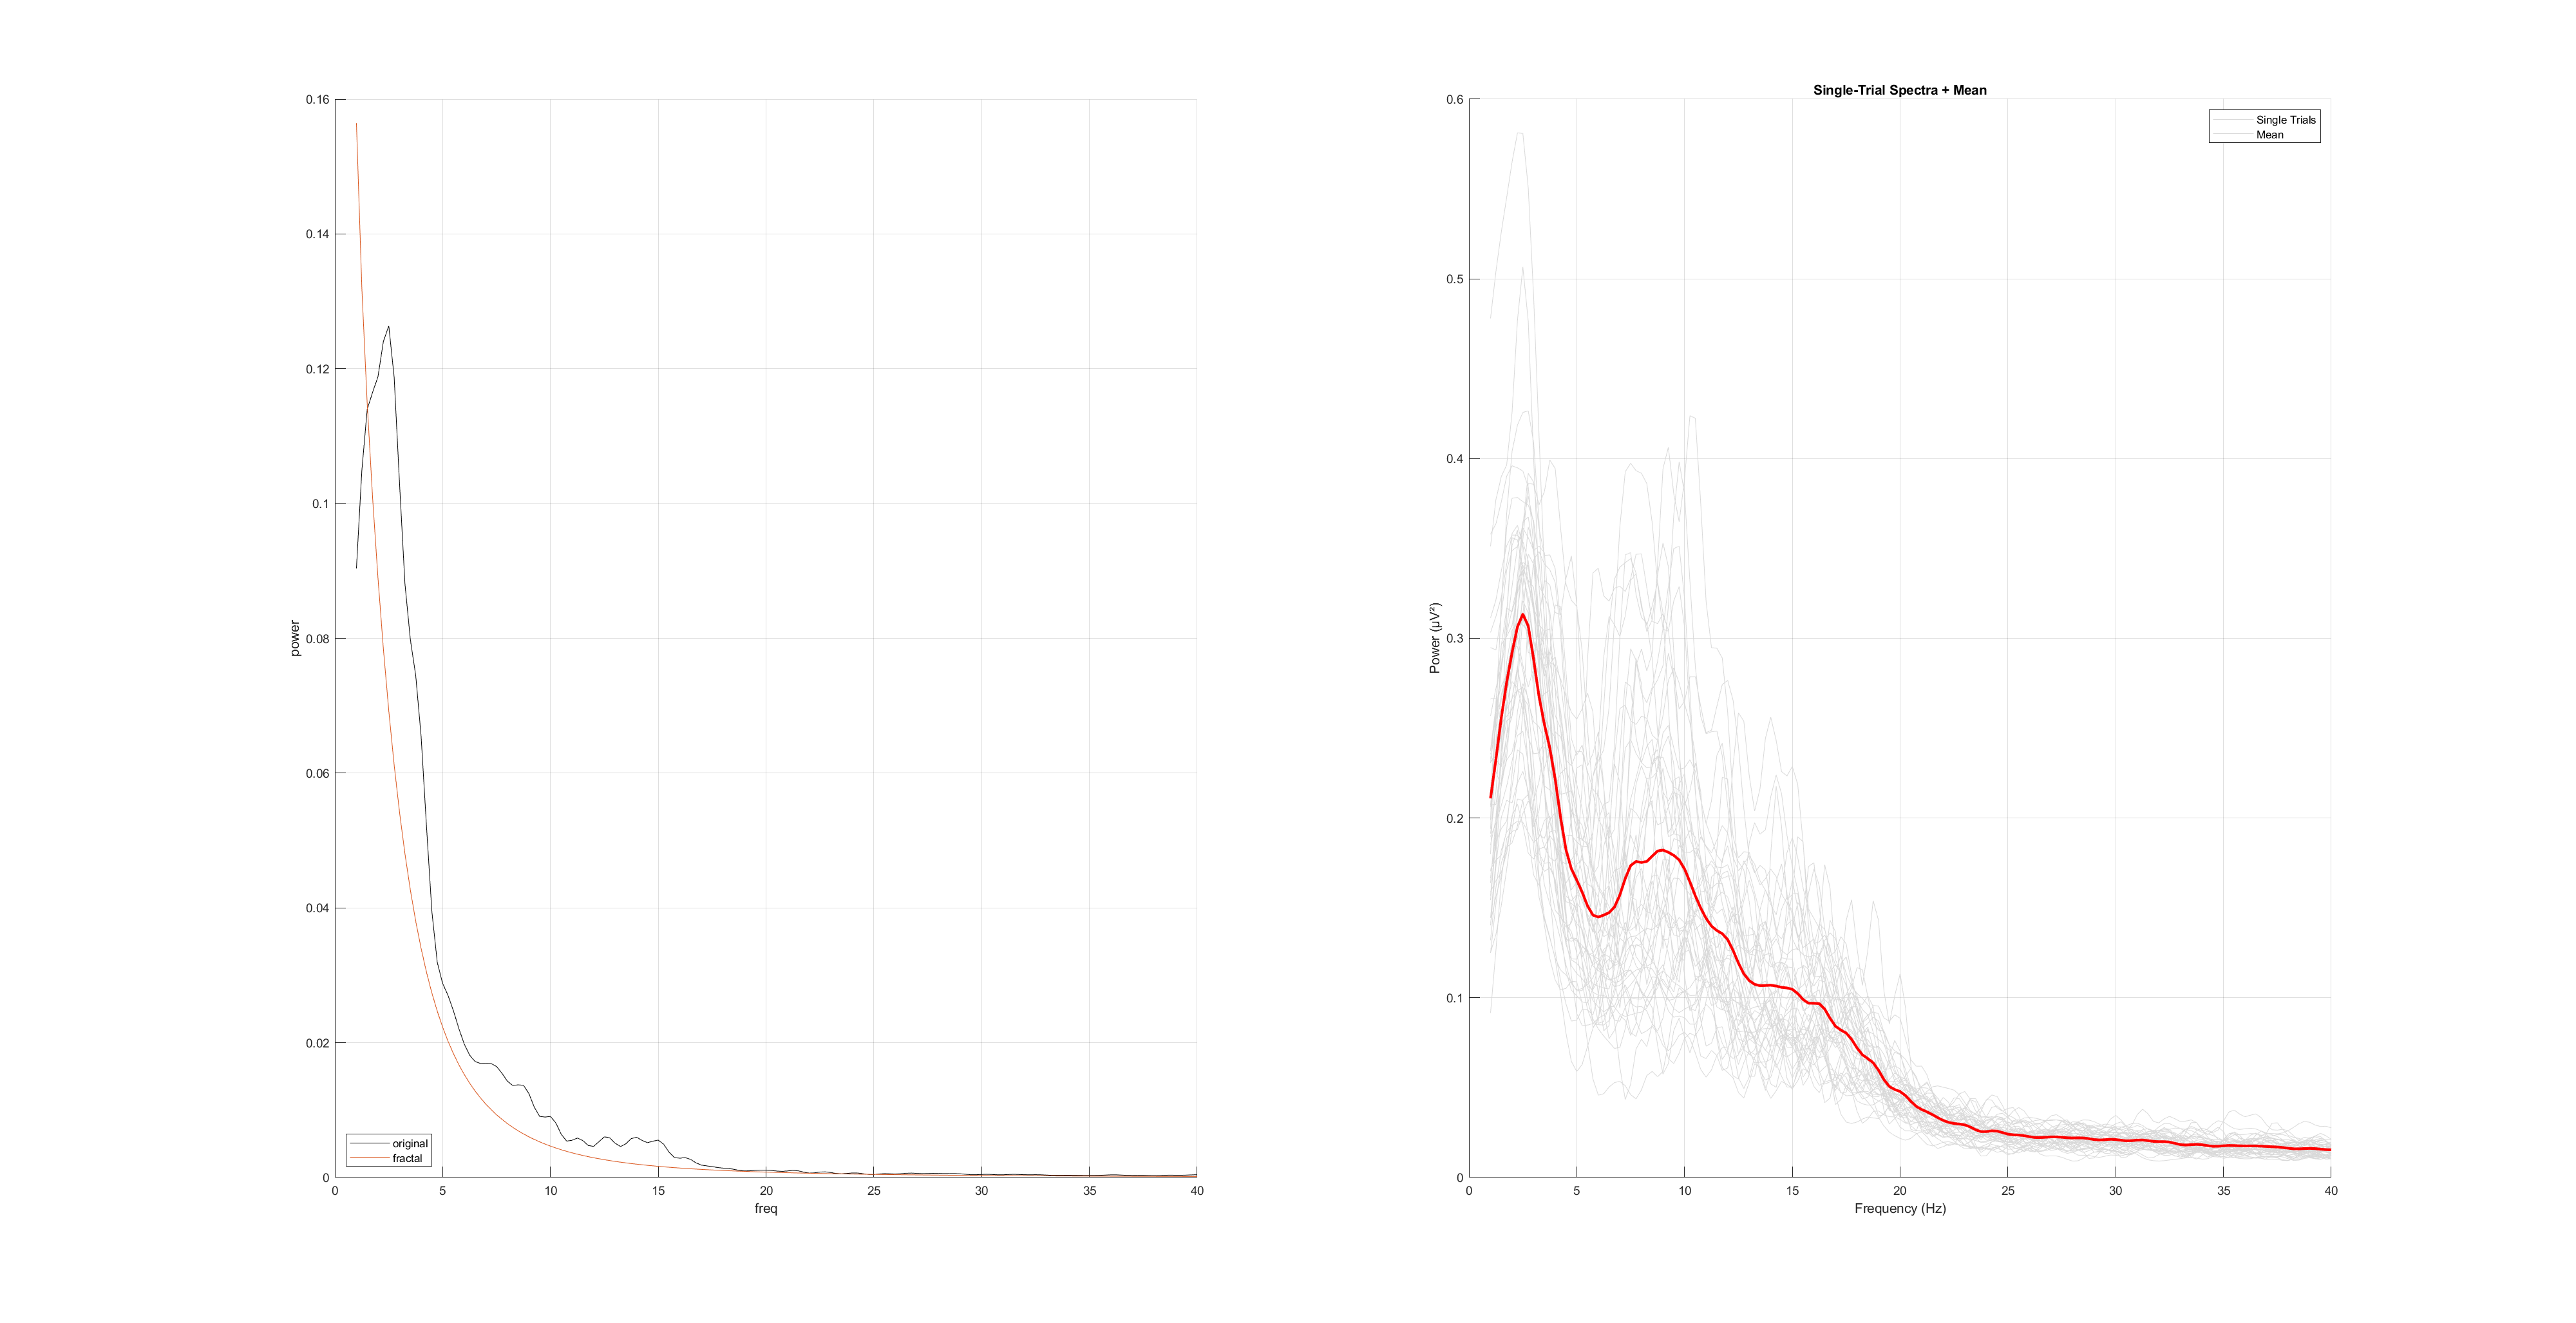 0.16
0.14
0.12
0.1
0.08
0.06
0.04
0.02
0
power
original
fractal
0 5 10 15 20 25 30 35 40
freq
Single-Trial Spectra + Mean
Single Trials
Mean
0.6
0.5
0.4
0.3
0.2
0.1
0
Power (µV²)
0 5 10 15 20 25 30 35 40
Frequency (Hz)